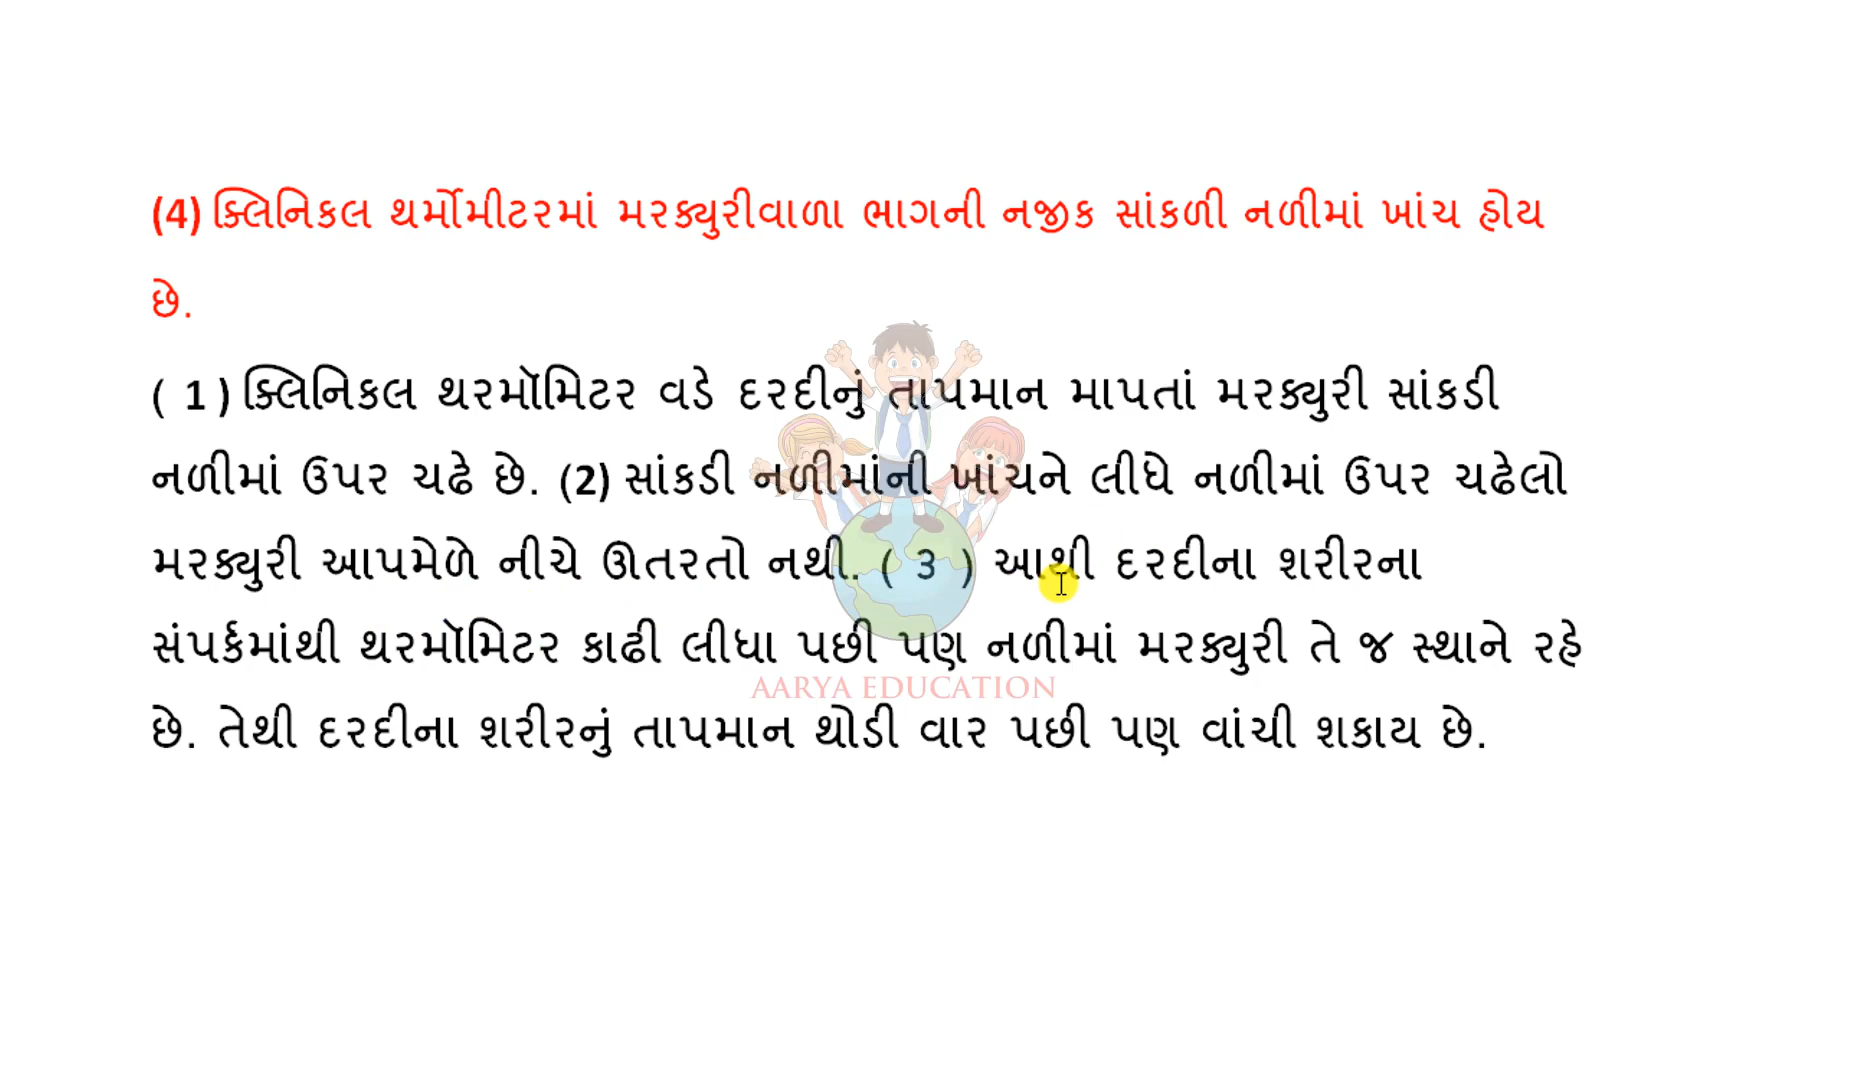 (4) ક્લિનિકલ થર્મોમીટરમાં મરક્યુરીવાળા ભાગની નજીક સાંકળી નળીમાં ખાંચ હોય
છે.
( 1 ) ક્લિનિકલ થરમૉમિટર વડે દરદીનું તાપમાન માપતાં મરક્યુરી સાંકડી
નળીમાં ઉપર ચઢે છે. (2) સાંકડી નળીમાંની ખાંચને લીધે નળીમાં ઉપર ચઢેલો
મરક્યુરી આપમેળે નીચે ઊતરતો નથી. ( ૩ ) આથી દરદીના શરીરના
સંપર્કમાંથી થરમૉમિટર કાઢી લીધા પછી પણ નળીમાં મરક્યુરી તે જ સ્થાને રહે
AARYA EDUCATION
છે. તેથી દરદીના શરીરનું તાપમાન થોડી વાર પછી પણ વાંચી શકાય છે.